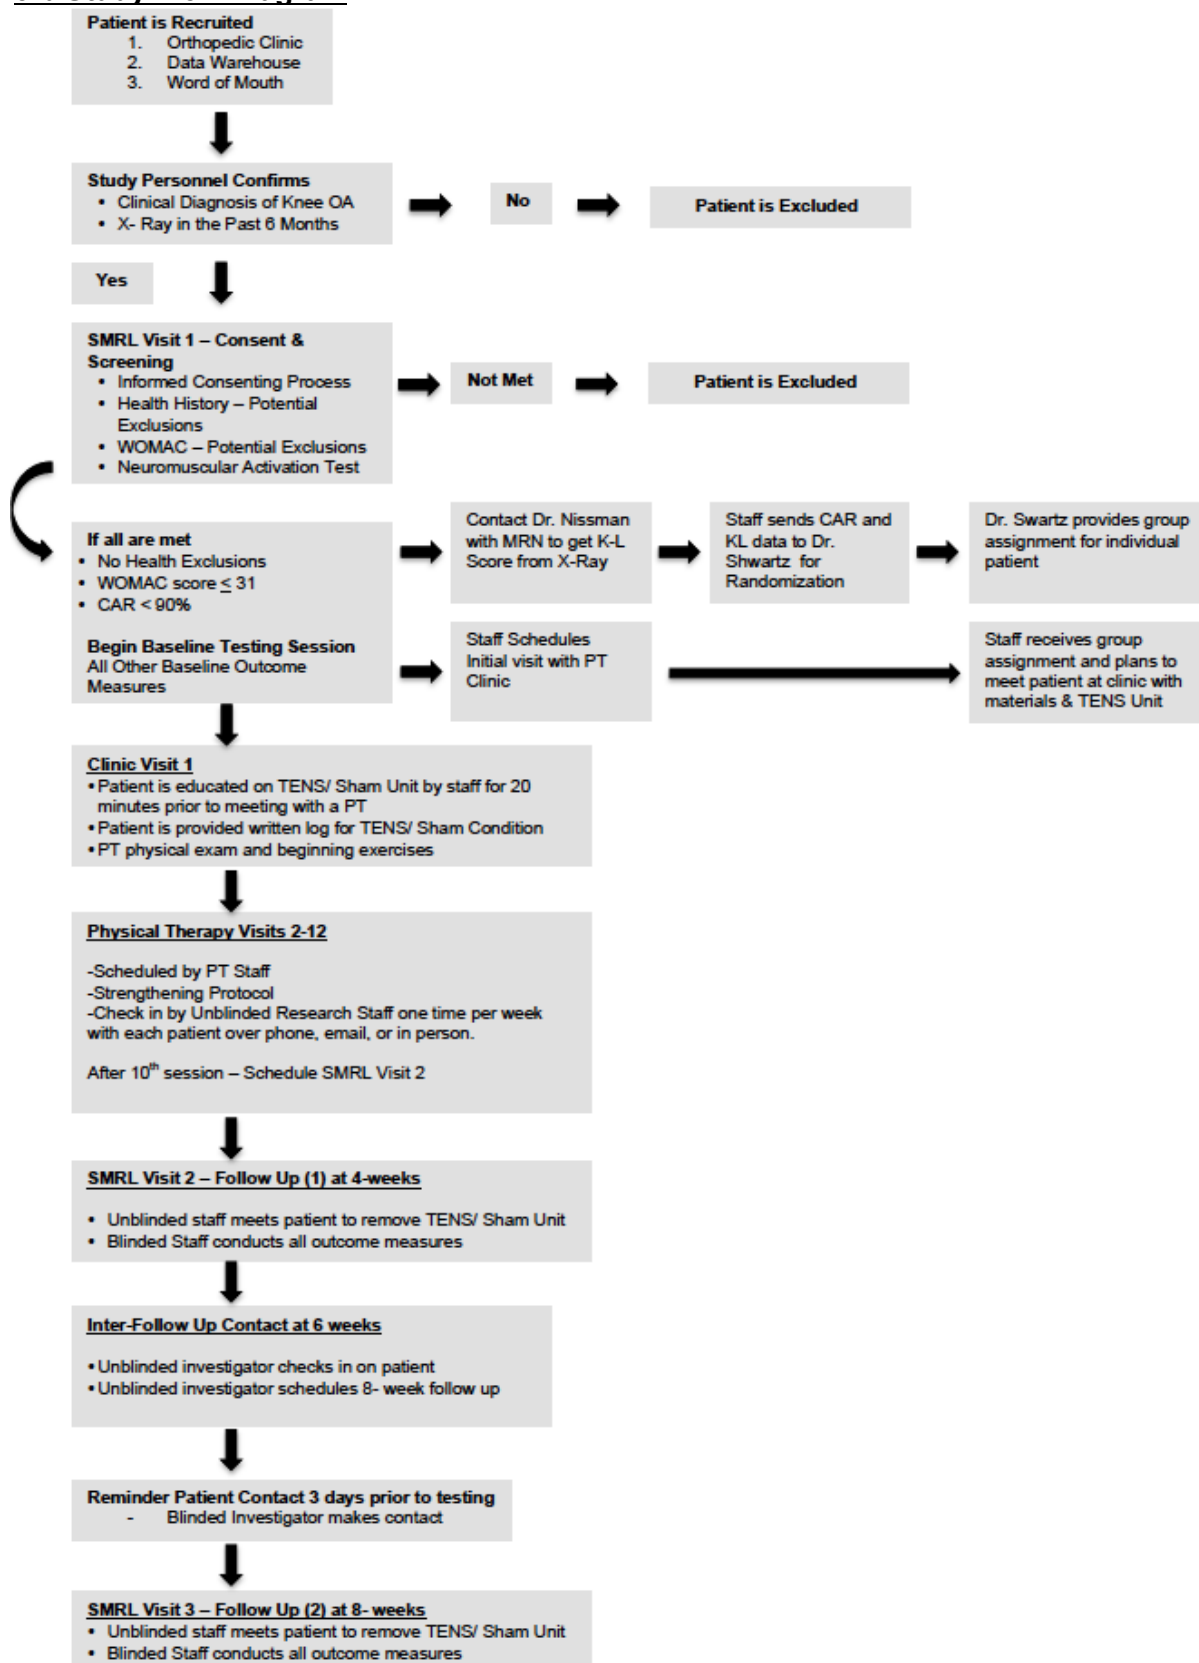 Patient is Recruited
1. Orthopedic Clinic
2. Data Warehouse
3. Word of Mouth
Study Personnel Confirms
• Clinical Diagnosis of Knee OA
• X- Ray in the Past 6 Months
No
Patient is Excluded
Yes
SMRL Visit 1 – Consent &
Screening
• Informed Consenting Process
• Health History – Potential
Exclusions
• WOMAC – Potential Exclusions
• Neuromuscular Activation Test
Not Met
Patient is Excluded
If all are met
• No Health Exclusions
• WOMAC score ≤ 31
• CAR < 90%
Begin Baseline Testing Session
All Other Baseline Outcome
Measures
Contact Dr. Nissman
with MRN to get K-L
Score from X-Ray
Staff sends CAR and
KL data to Dr.
Shwartz for
Randomization
Dr. Swartz provides group
assignment for individual
patient
Staff Schedules
Initial visit with PT
Clinic
Staff receives group
assignment and plans to
meet patient at clinic with
materials & TENS Unit
Clinic Visit 1
•Patient is educated on TENS/ Sham Unit by staff for 20
minutes prior to meeting with a PT
•Patient is provided written log for TENS/ Sham Condition
•PT physical exam and beginning exercises
Physical Therapy Visits 2-12
-Scheduled by PT Staff
-Strengthening Protocol
-Check in by Unblinded Research Staff one time per week
with each patient over phone, email, or in person.
After 10th session – Schedule SMRL Visit 2
SMRL Visit 2 – Follow Up (1) at 4-weeks
• Unblinded staff meets patient to remove TENS/ Sham Unit
• Blinded Staff conducts all outcome measures
Inter-Follow Up Contact at 6 weeks
•Unblinded investigator checks in on patient
•Unblinded investigator schedules 8- week follow up
Reminder Patient Contact 3 days prior to testing
- Blinded Investigator makes contact
SMRL Visit 3 – Follow Up (2) at 8- weeks
• Unblinded staff meets patient to remove TENS/ Sham Unit
• Blinded Staff conducts all outcome measures